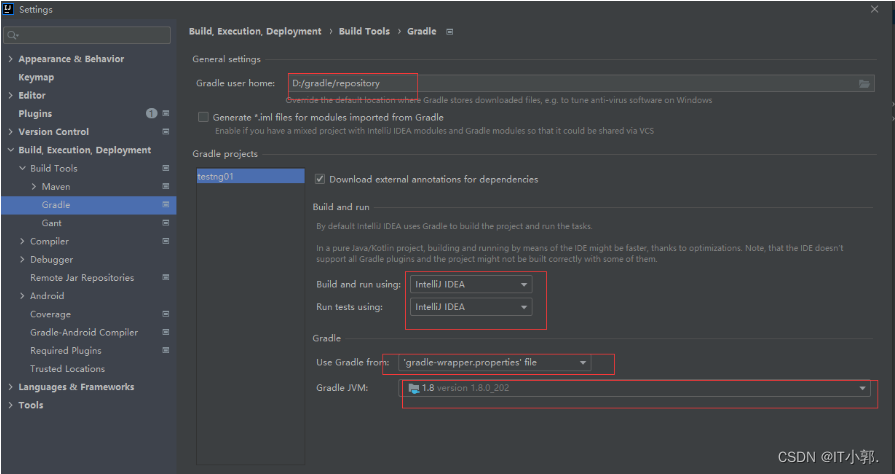 Settings
Appearance & Behavior
Keymap
Editor
Plugins 1
Version Control
Build, Execution, Deployment
Build Tools
Maven
Gradle
Gant
Compiler
Debugger
Remote Jar Repositories
Android
Coverage
Gradle-Android Compiler
Required Plugins
Trusted Locations
Languages & Frameworks
Tools
Build, Execution, Deployment › Build Tools › Gradle
General settings
Gradle user home: D:/gradle/repository
Override the default location where Gradle stores downloaded files, e.g. to tune anti-virus software on Windows
Generate *.iml files for modules imported from Gradle
Enable if you have a mixed project with IntelliJ IDEA modules and Gradle modules so that it could be shared via VCS
Gradle projects
testng01
Download external annotations for dependencies
Build and run
By default IntelliJ IDEA uses Gradle to build the project and run the tasks.
In a pure Java/Kotlin project, building and running by means of the IDE might be faster, thanks to optimizations. Note, that the IDE doesn't
support all Gradle plugins and the project might not be built correctly with some of them.
Build and run using: IntelliJ IDEA
Run tests using: IntelliJ IDEA
Gradle
Use Gradle from: 'gradle-wrapper.properties' file
Gradle JVM: 1.8 version 1.8.0_202
CSDN @IT小郭.